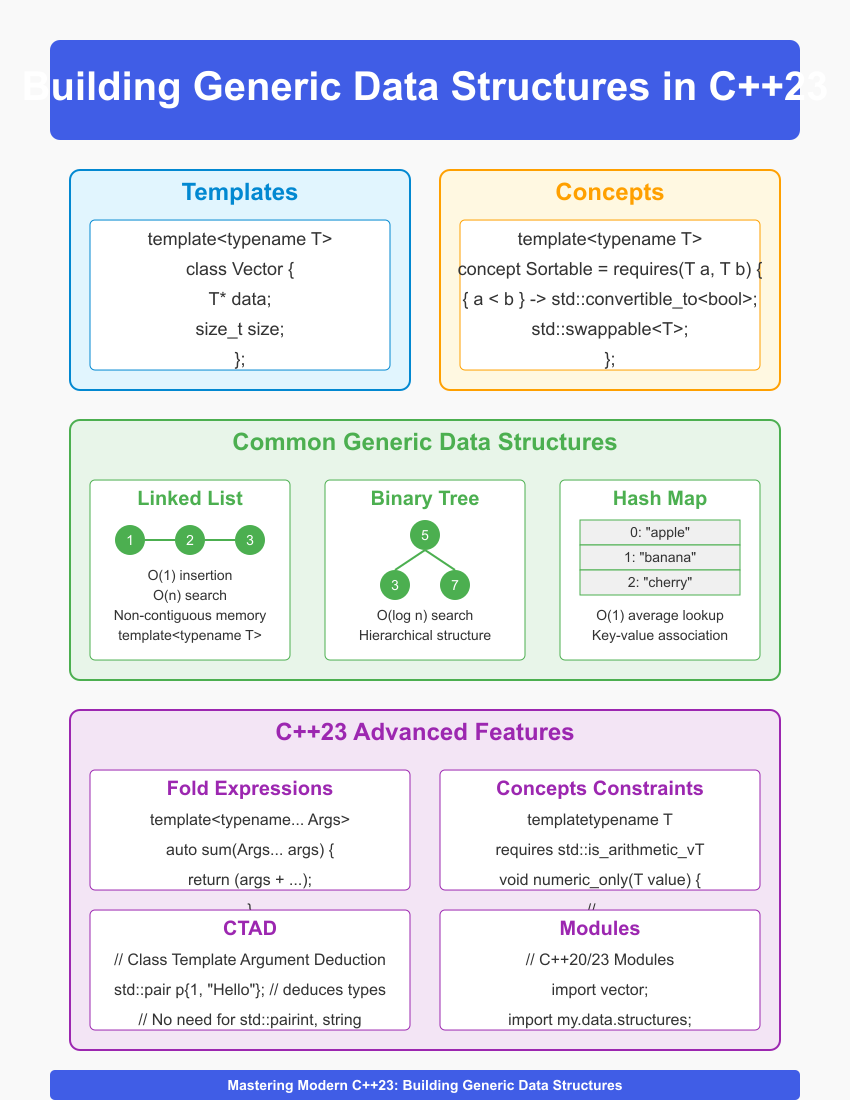 Building Generic Data Structures in C++23
Templates
template<typename T>
class Vector {
T* data;
size_t size;
};
Concepts
template<typename T>
concept Sortable = requires(T a, T b) {
{ a < b } -> std::convertible_to<bool>;
std::swappable<T>;
};
Common Generic Data Structures
Linked List
1 2 3
O(1) insertion
O(n) search
Non-contiguous memory
template<typename T>
Binary Tree
5
3 7
O(log n) search
Hierarchical structure
Hash Map
0: "apple"
1: "banana"
2: "cherry"
O(1) average lookup
Key-value association
C++23 Advanced Features
Fold Expressions
template<typename... Args>
auto sum(Args... args) {
return (args + ...);
}
Concepts Constraints
templatetypename T
requires std::is_arithmetic_vT
void numeric_only(T value) {
//
CTAD
// Class Template Argument Deduction
std::pair p{1, "Hello"}; // deduces types
// No need for std::pairint, string
Modules
// C++20/23 Modules
import vector;
import my.data.structures;
Mastering Modern C++23: Building Generic Data Structures